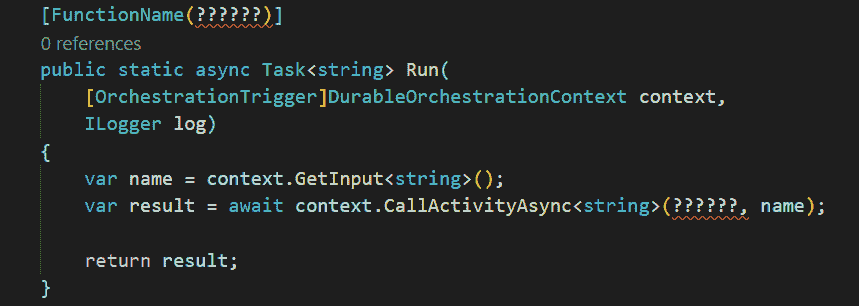 [FunctionName(??????)]
0 references
public static async Task<string> Run(
[OrchestrationTrigger]DurableOrchestrationContext context,
ILogger log)
{
var name = context.GetInput<string>();
var result = await context.CallActivityAsync<string>(??????, name);
return result;
}